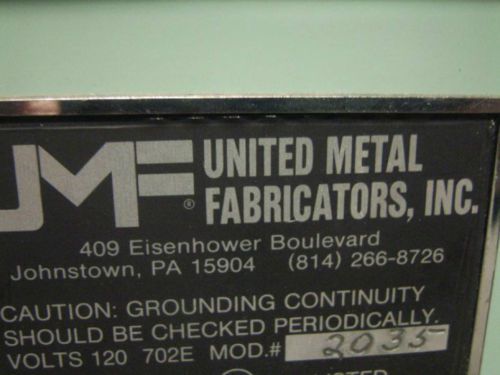 UMF®
UNITED METAL
FABRICATORS, INC.
409 Eisenhower Boulevard
Johnstown, PA 15904 (814) 266-8726
CAUTION: GROUNDING CONTINUITY
SHOULD BE CHECKED PERIODICALLY.
VOLTS 120 702E MOD.# 2035